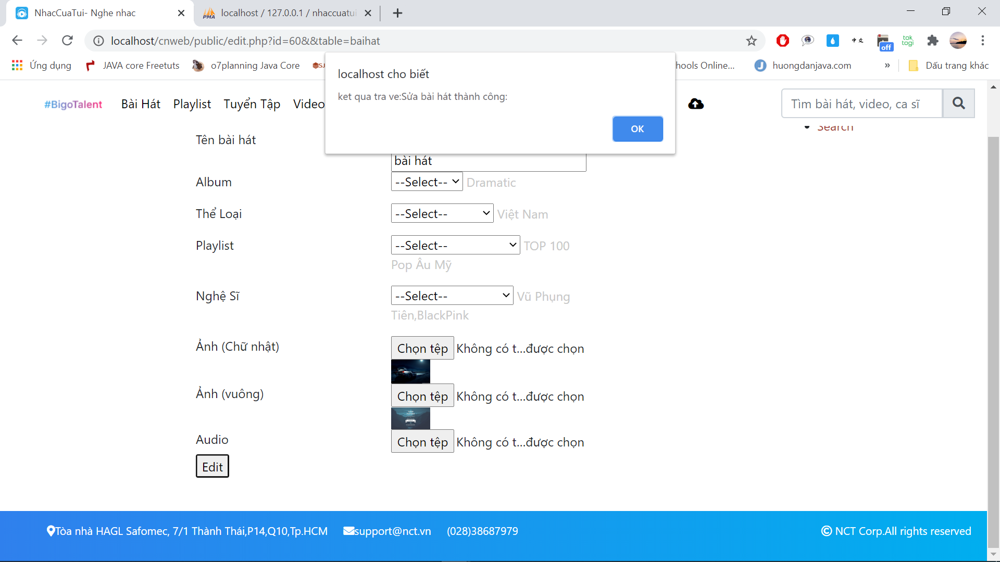 NhacCuaTui- Nghe nhac
localhost / 127.0.0.1 / nhaccuatui
localhost/cnweb/public/edit.php?id=60&&table=baihat
中文
off
tok
togi
Ứng dụng
JAVA core Freetuts
o7planning Java Core
SJ
hools Online...
huongdanjava.com
»
Dấu trang khác
localhost cho biết
ket qua tra ve:Sửa bài hát thành công:
OK
#BigoTalent
Bài Hát
Playlist
Tuyển Tập
Video
Tìm bài hát, video, ca sĩ
Search
Tên bài hát
bài hát
Album
--Select--
Dramatic
Thể Loại
--Select--
Việt Nam
Playlist
--Select--
TOP 100
Pop Âu Mỹ
Nghệ Sĩ
--Select--
Vũ Phụng
Tiên,BlackPink
Ảnh (Chữ nhật)
Chọn tệp
Không có t...được chọn
Ảnh (vuông)
Chọn tệp
Không có t...được chọn
Audio
Chọn tệp
Không có t...được chọn
Edit
Tòa nhà HAGL Safomec, 7/1 Thành Thái,P14,Q10,Tp.HCM
support@nct.vn
(028)38687979
© NCT Corp.All rights reserved